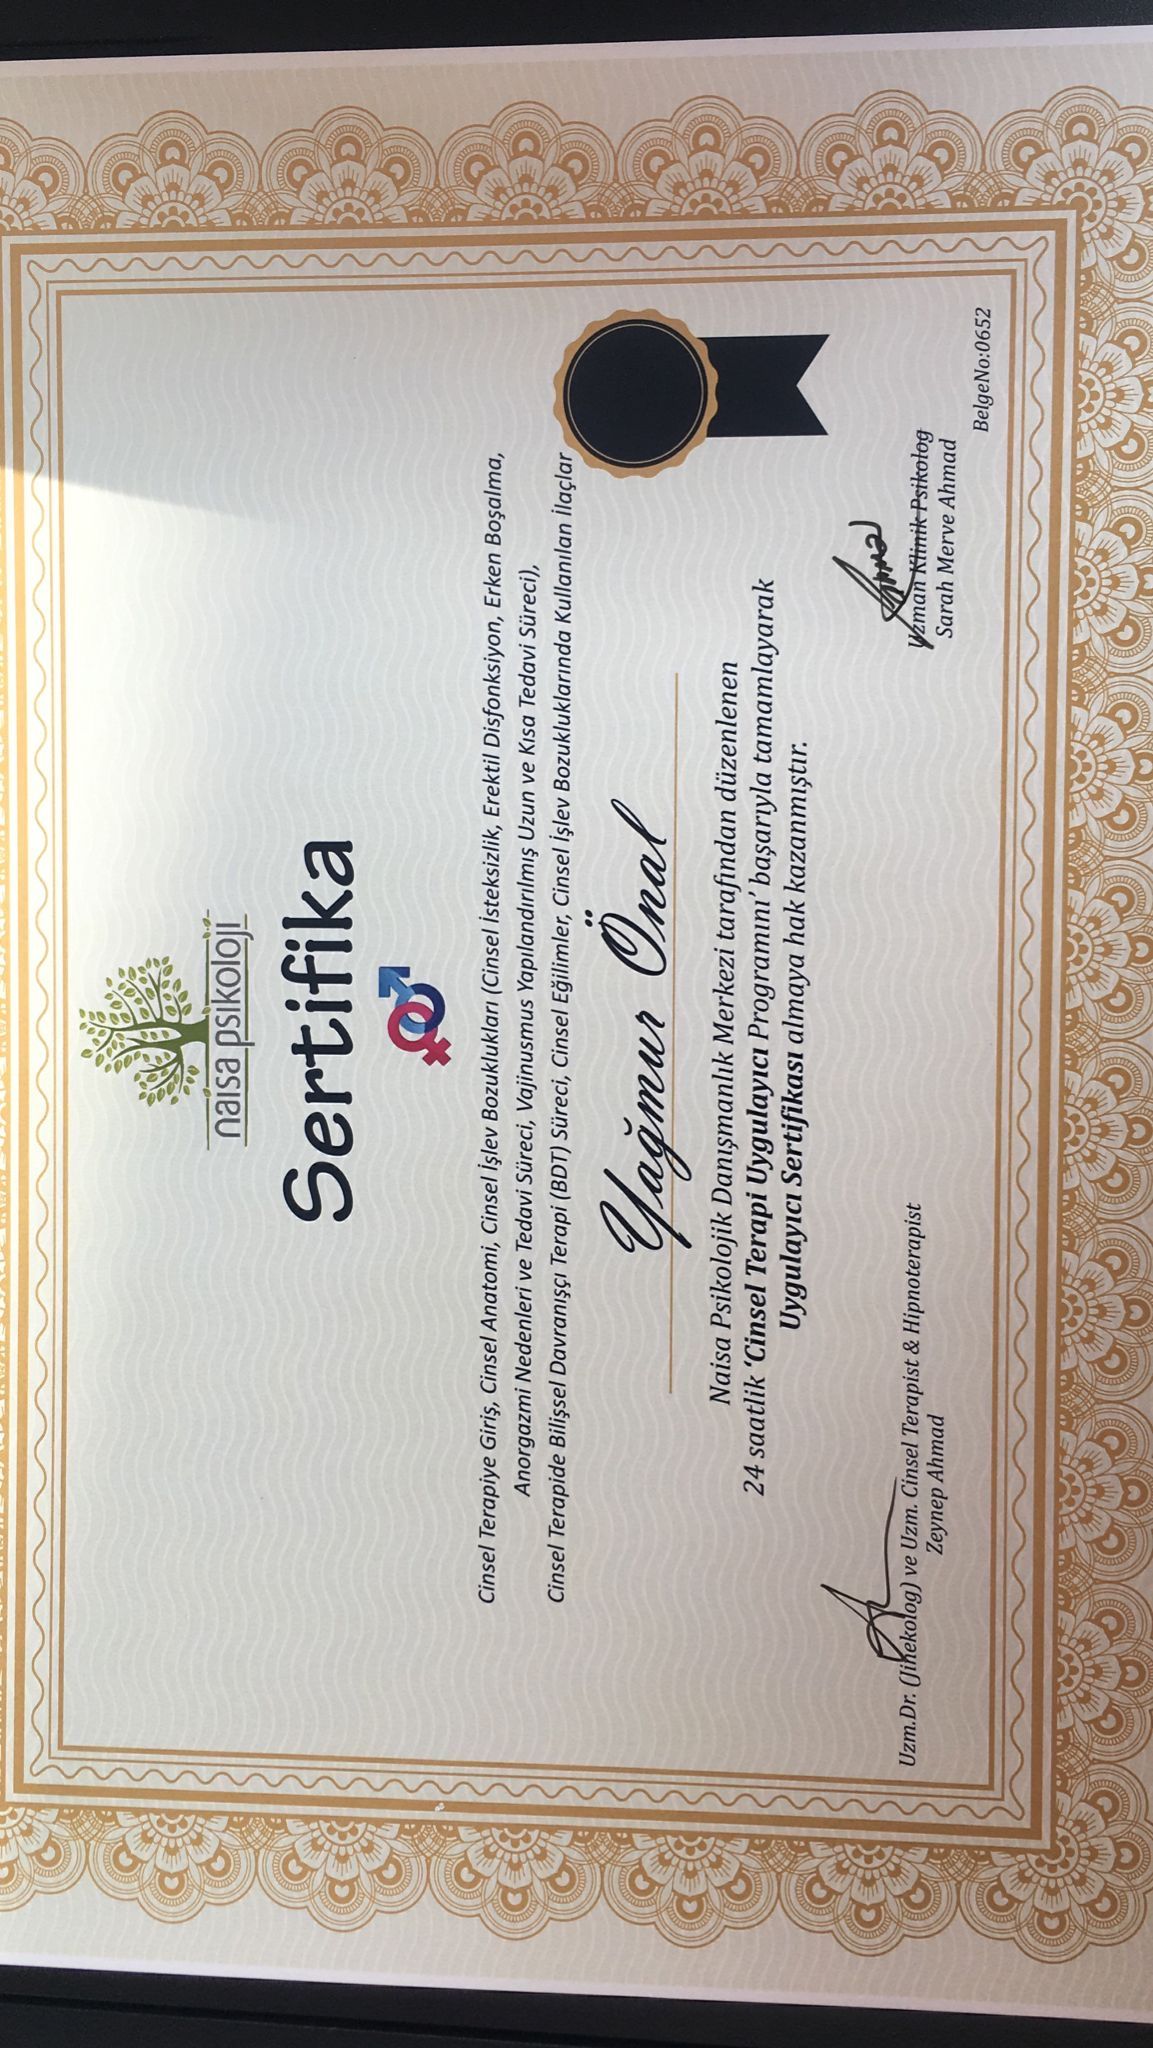 naisa psikoloji
Sertifika
Cinsel Terapiye Giriş, Cinsel Anatomi, Cinsel İşlev Bozuklukları (Cinsel İsteksizlik, Erektil Disfonksiyon, Erken Boşalma,
Anorgazmi Nedenleri ve Tedavi Süreci, Vajinusmus Yapılandırılmış Uzun ve Kısa Tedavi Süreci),
Cinsel Terapide Bilişsel Davranışçı Terapi (BDT) Süreci, Cinsel Eğilimler, Cinsel İşlev Bozukluklarında Kullanılan İlaçlar
Yağmur Önal
Naisa Psikolojik Danışmanlık Merkezi tarafından düzenlenen
24 saatlik ‘Cinsel Terapi Uygulayıcı Programını’ başarıyla tamamlayarak
Uygulayıcı Sertifikası almaya hak kazanmıştır.
Uzm.Dr. (Jinekolog) ve Uzm. Cinsel Terapist & Hipnoterapist
Zeynep Ahmad
Uzman Klinik Psikolog
Sarah Merve Ahmad
BelgeNo:0652